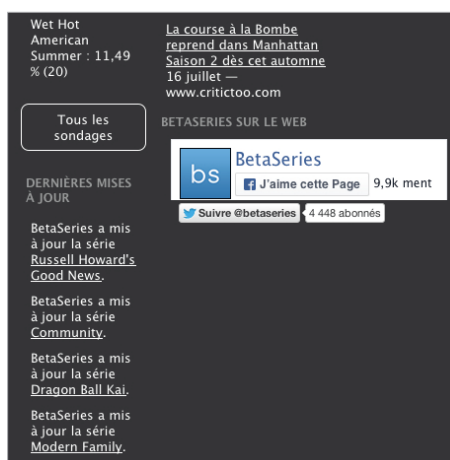 Wet Hot
American
Summer : 11,49
% (20)
Tous les
sondages
DERNIÈRES MISES
À JOUR
BetaSeries a mis
à jour la série
Russell Howard's
Good News.
BetaSeries a mis
à jour la série
Community.
BetaSeries a mis
à jour la série
Dragon Ball Kai.
BetaSeries a mis
à jour la série
Modern Family.
La course à la Bombe
reprend dans Manhattan
Saison 2 dès cet automne
16 juillet —
www.critictoo.com
BETASERIES SUR LE WEB
bs
BetaSeries
J'aime cette Page 9,9k ment
Suivre @betaseries 4 448 abonnés